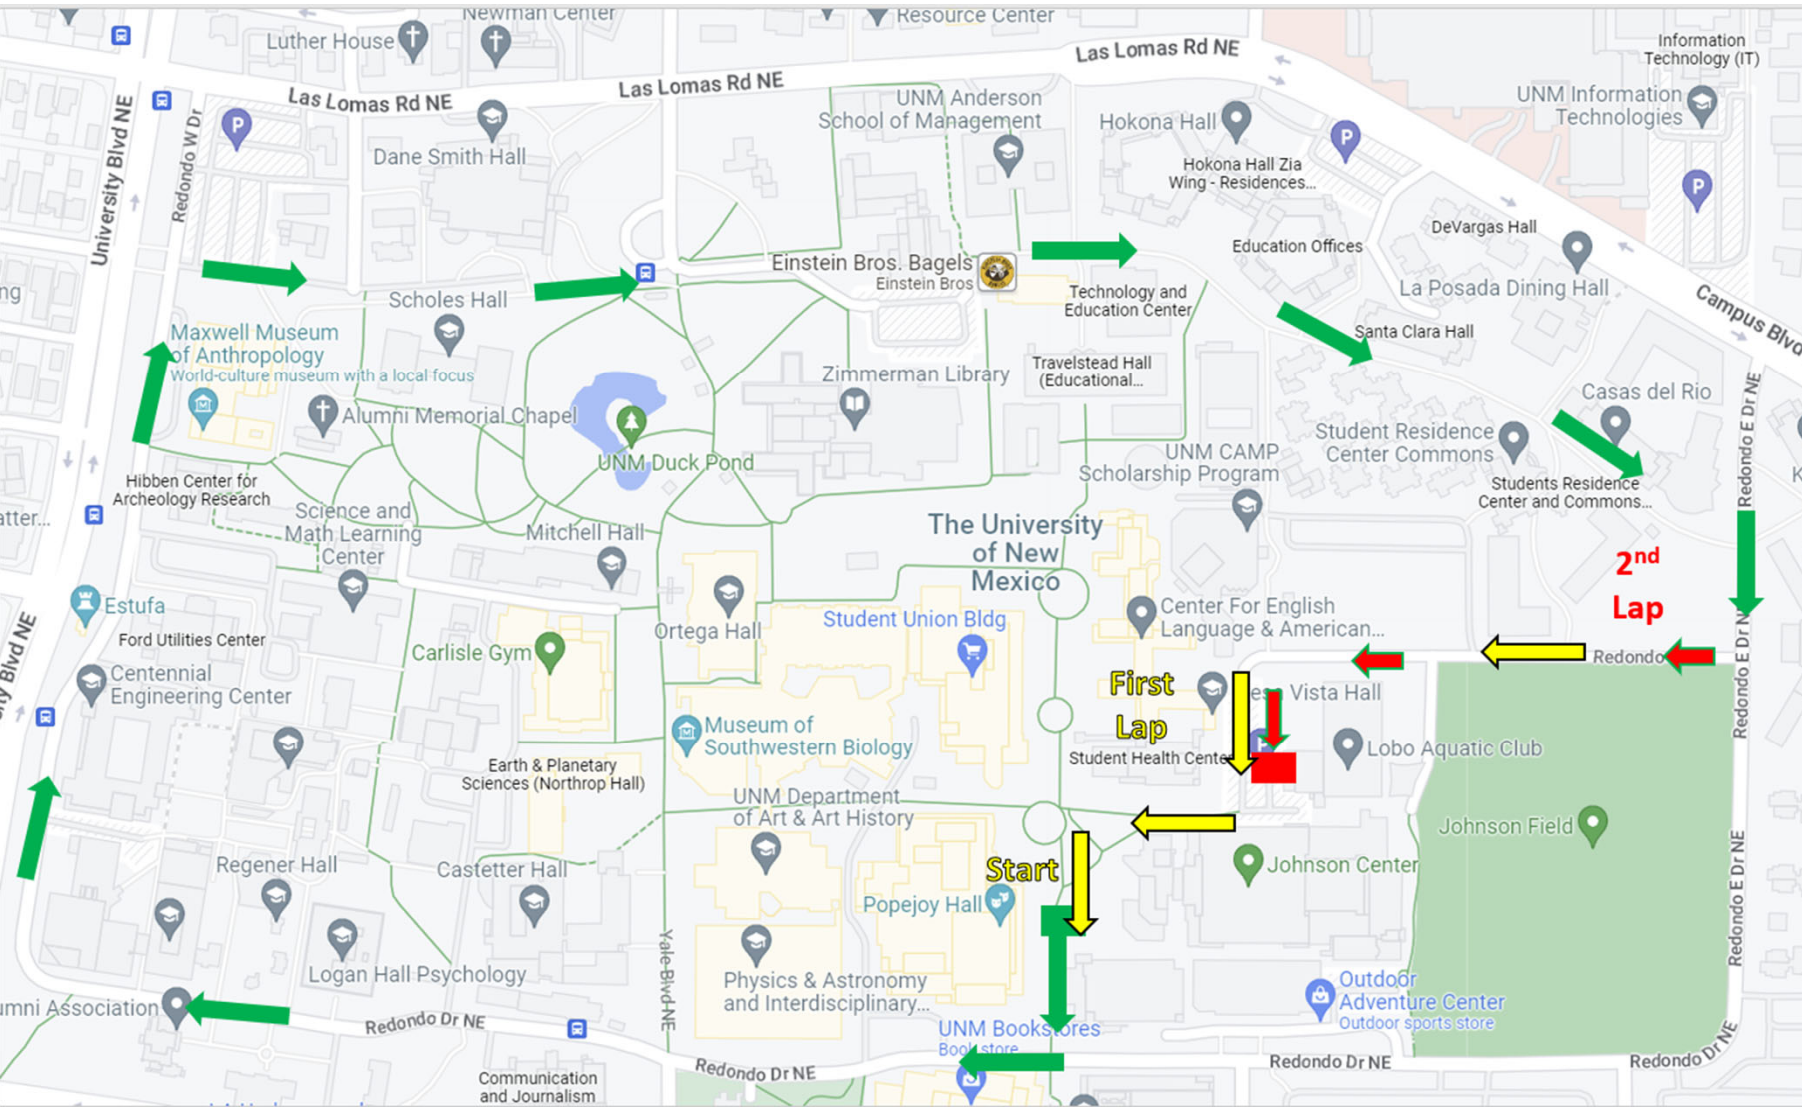 Newman Center
Resource Center
Luther House
Las Lomas Rd NE
Information
Technology (IT)
Las Lomas Rd NE
Las Lomas Rd NE
UNM Information
Technologies
UNM Anderson
School of Management
Hokona Hall
P
P
P
Dane Smith Hall
Hokona Hall Zia
Wing - Residences...
University Blvd NE
Redondo W Dr
DeVargas Hall
Education Offices
Einstein Bros. Bagels
Einstein Bros
La Posada Dining Hall
Technology and
Education Center
Scholes Hall
Campus Blvd
ng
Santa Clara Hall
Maxwell Museum
of Anthropology
World-culture museum with a local focus
Travelstead Hall
(Educational...
Zimmerman Library
Casas del Rio
Redondo E Dr NE
Alumni Memorial Chapel
Student Residence
Center Commons
UNM Duck Pond
UNM CAMP
Scholarship Program
Hibben Center for
Archeology Research
Students Residence
Center and Commons...
K
atter...
Science and
Math Learning
Center
Mitchell Hall
The University
of New
Mexico
2nd
Lap
Estufa
Student Union Bldg
Center For English
Language & American...
Ortega Hall
Ford Utilities Center
Carlisle Gym
Redondo
Redondo E Dr NE
y Blvd NE
Centennial
Engineering Center
First
Lap
esa Vista Hall
Museum of
Southwestern Biology
Student Health Cente
P
Lobo Aquatic Club
Earth & Planetary
Sciences (Northrop Hall)
UNM Department
of Art & Art History
Johnson Field
Regener Hall
Castetter Hall
Start
Johnson Center
Popejoy Hall
Redondo E Dr NE
Yale Blvd NE
Logan Hall Psychology
Physics & Astronomy
and Interdisciplinary...
Outdoor
Adventure Center
Outdoor sports store
umni Association
Redondo Dr NE
UNM Bookstores
Book store
Redondo Dr NE
Redondo Dr NE
Redondo Dr NE
Communication
and Journalism